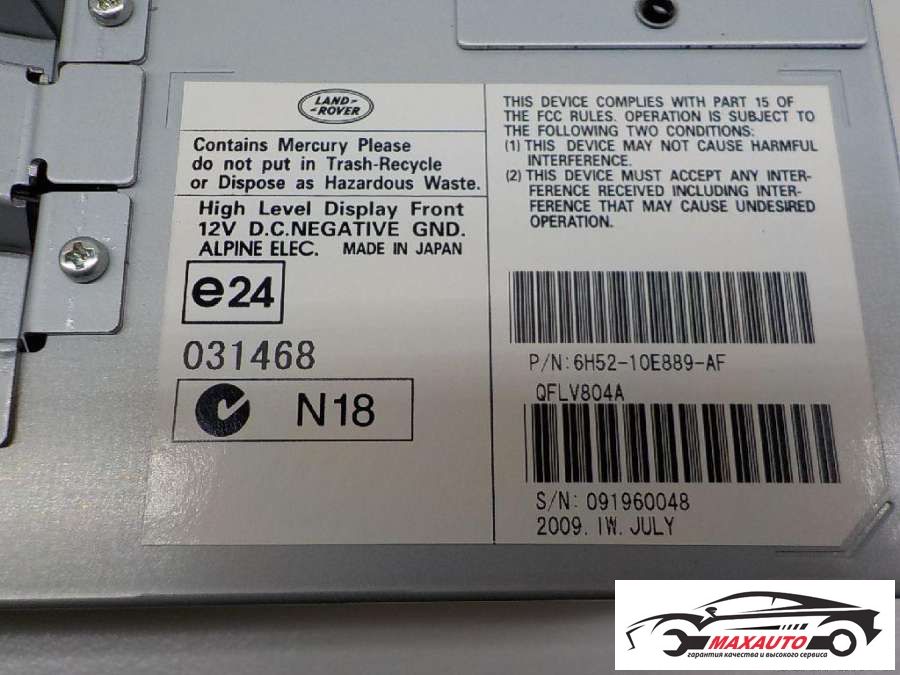 LAND-
-ROVER
Contains Mercury Please
do not put in Trash-Recycle
or Dispose as Hazardous Waste.
High Level Display Front
12V D.C.NEGATIVE GND.
ALPINE ELEC. MADE IN JAPAN
e24
031468
N18
THIS DEVICE COMPLIES WITH PART 15 OF
THE FCC RULES. OPERATION IS SUBJECT TO
THE FOLLOWING TWO CONDITIONS:
(1) THIS DEVICE MAY NOT CAUSE HARMFUL
INTERFERENCE.
(2) THIS DEVICE MUST ACCEPT ANY INTER-
FERENCE RECEIVED INCLUDING INTER-
FERENCE THAT MAY CAUSE UNDESIRED
OPERATION.
P/N:6H52-10E889-AF
QFLV804A
S/N: 091960048
2009. 1W. JULY
MAXAUTO
гарантия качества и высокого сервиса